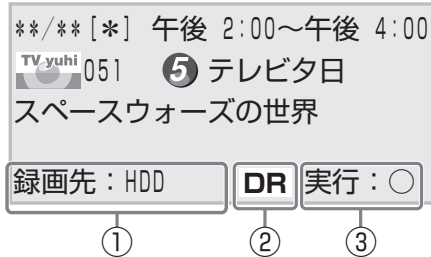 **/**[*] 午後 2:00～午後 4:00
TV yuhi 051 5 テレビタ日
スペースウォーズの世界
録画先：HDD DR 実行：○
① ② ③